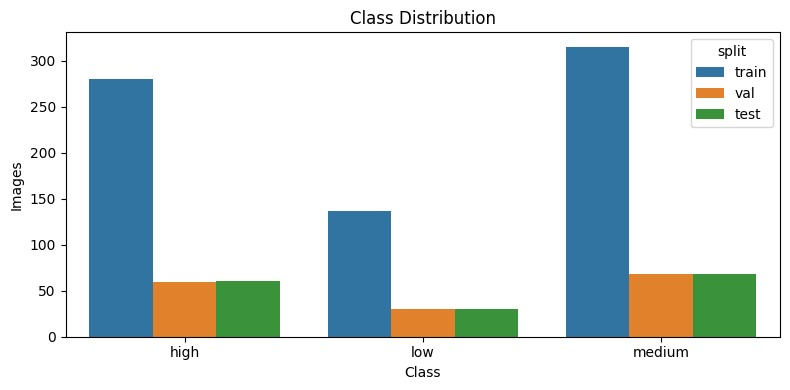 Class Distribution
split
train
val
test
300
250
200
150
100
50
0
Images
high low medium
Class